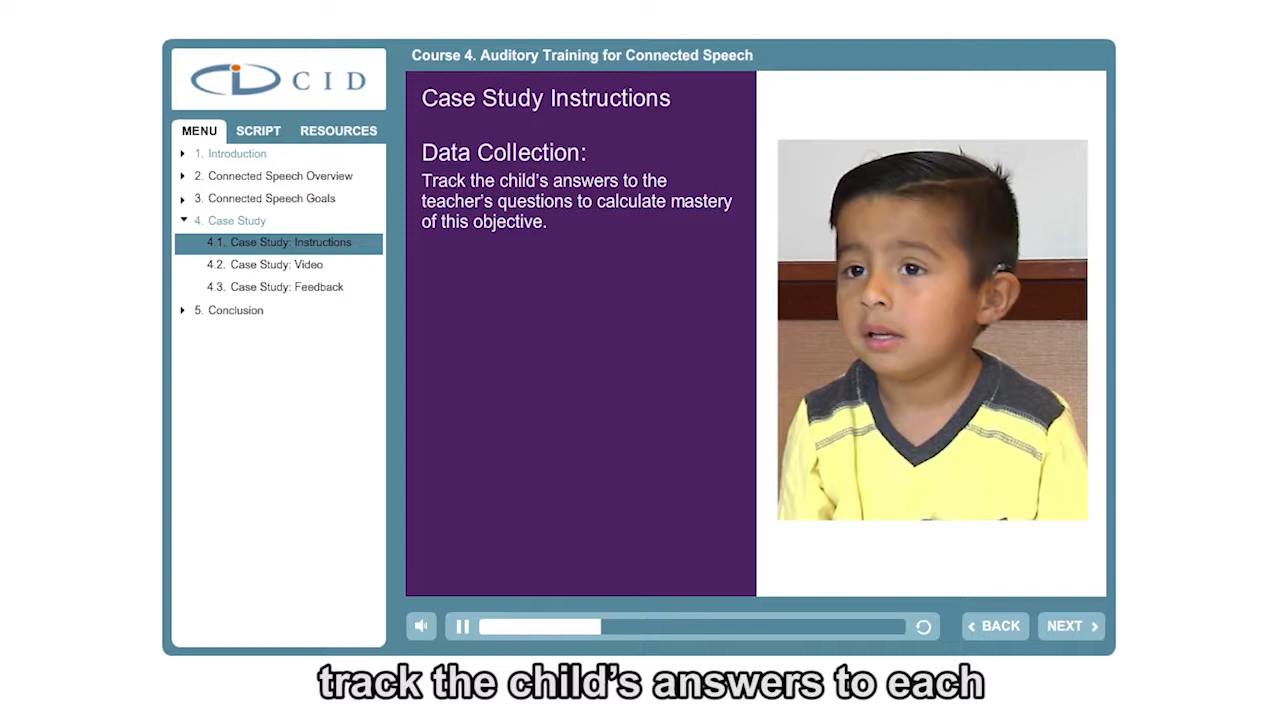 Course 4. Auditory Training for Connected Speech
CID
MENU SCRIPT RESOURCES
1. Introduction
2. Connected Speech Overview
3. Connected Speech Goals
4. Case Study
4.1. Case Study: Instructions
4.2. Case Study: Video
4.3. Case Study: Feedback
5. Conclusion
Case Study Instructions
Data Collection:
Track the child’s answers to the
teacher’s questions to calculate mastery
of this objective.
BACK NEXT
track the child’s answers to each